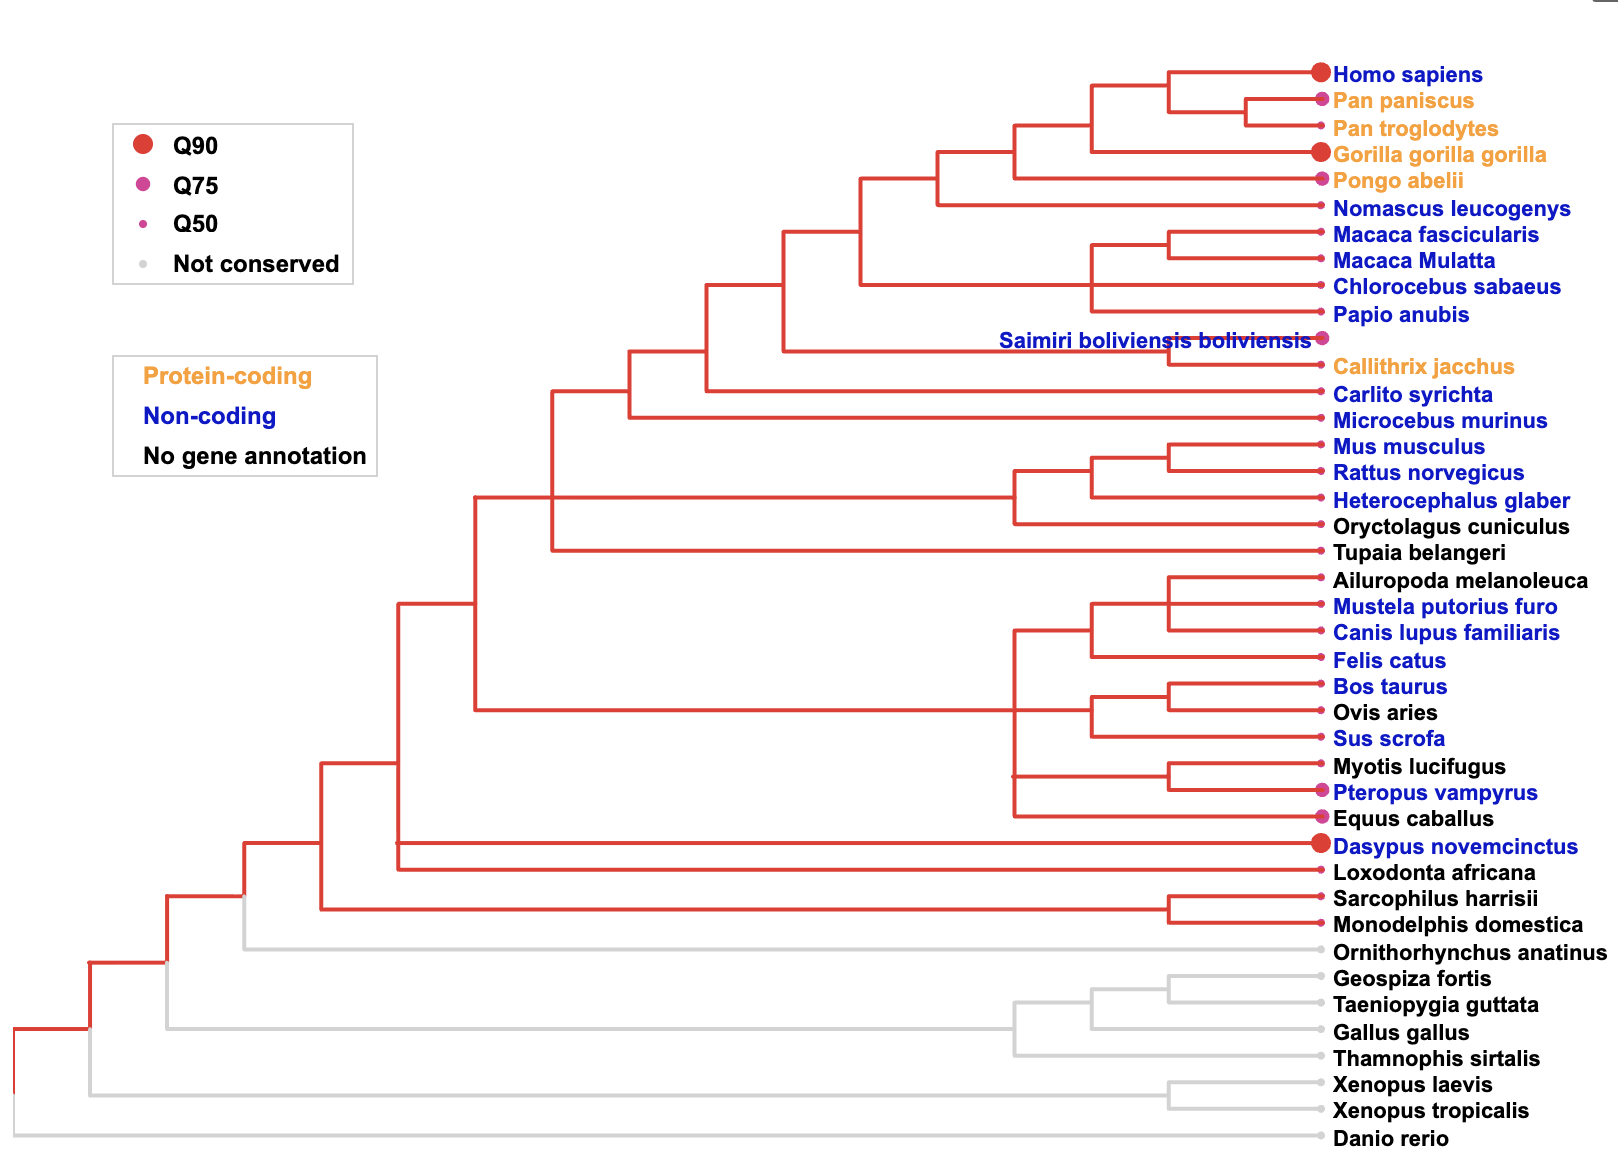 Q90
Q75
Q50
Not conserved
Protein-coding
Non-coding
No gene annotation
Homo sapiens
Pan paniscus
Pan troglodytes
Gorilla gorilla gorilla
Pongo abelii
Nomascus leucogenys
Macaca fascicularis
Macaca Mulatta
Chlorocebus sabaeus
Papio anubis
Saimiri boliviensis boliviensis
Callithrix jacchus
Carlito syrichta
Microcebus murinus
Mus musculus
Rattus norvegicus
Heterocephalus glaber
Oryctolagus cuniculus
Tupaia belangeri
Ailuropoda melanoleuca
Mustela putorius furo
Canis lupus familiaris
Felis catus
Bos taurus
Ovis aries
Sus scrofa
Myotis lucifugus
Pteropus vampyrus
Equus caballus
Dasypus novemcinctus
Loxodonta africana
Sarcophilus harrisii
Monodelphis domestica
Ornithorhynchus anatinus
Geospiza fortis
Taeniopygia guttata
Gallus gallus
Thamnophis sirtalis
Xenopus laevis
Xenopus tropicalis
Danio rerio